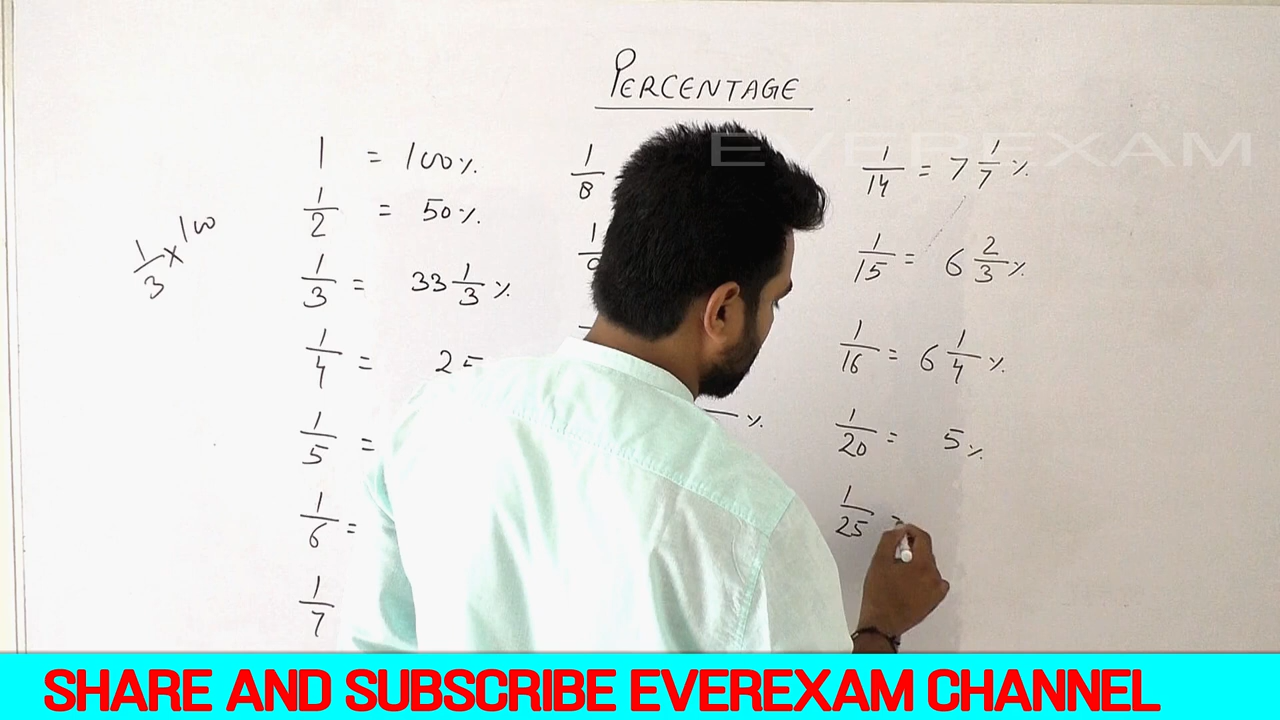 PERCENTAGE
EVEREXAM
1/3 × 100
1 = 100%
1/2 = 50%
1/3 = 33 1/3 %
1/4 = 25
1/5 =
1/6 =
1/7
1/8
%
1/14 = 7 1/7 %
1/15 = 6 2/3 %
1/16 = 6 1/4 %
1/20 = 5%
1/25 =
SHARE AND SUBSCRIBE EVEREXAM CHANNEL